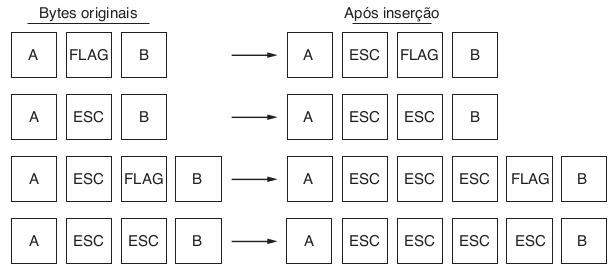 Bytes originais Após inserção
A FLAG B A ESC FLAG B
A ESC B A ESC ESC B
A ESC FLAG B A ESC ESC ESC FLAG B
A ESC ESC B A ESC ESC ESC ESC B